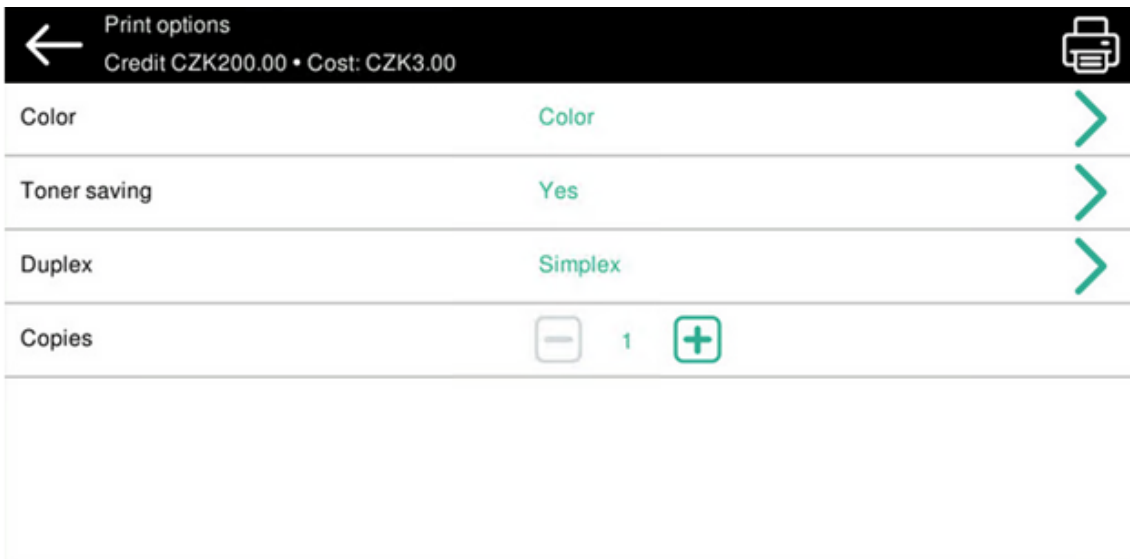 Print options
Credit CZK200.00 • Cost: CZK3.00
Color Color
Toner saving Yes
Duplex Simplex
Copies 1